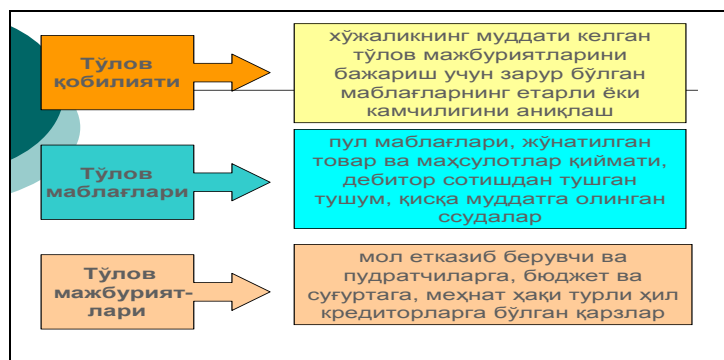 Тўлов
қобилияти
хўжаликнинг муддати келган
тўлов мажбуриятларини
бажариш учун зарур бўлган
маблағларнинг етарли ёки
камчилигини аниқлаш
Тўлов
маблағлари
пул маблағлари, жўнатилган
товар ва маҳсулотлар қиймати,
дебитор сотишдан тушган
тушум, қисқа муддатга олинган
ссудалар
Тўлов
мажбурият-
лари
мол етказиб берувчи ва
пудратчиларга, бюджет ва
суғуртага, меҳнат ҳақи турли ҳил
кредиторларга бўлган қарзлар